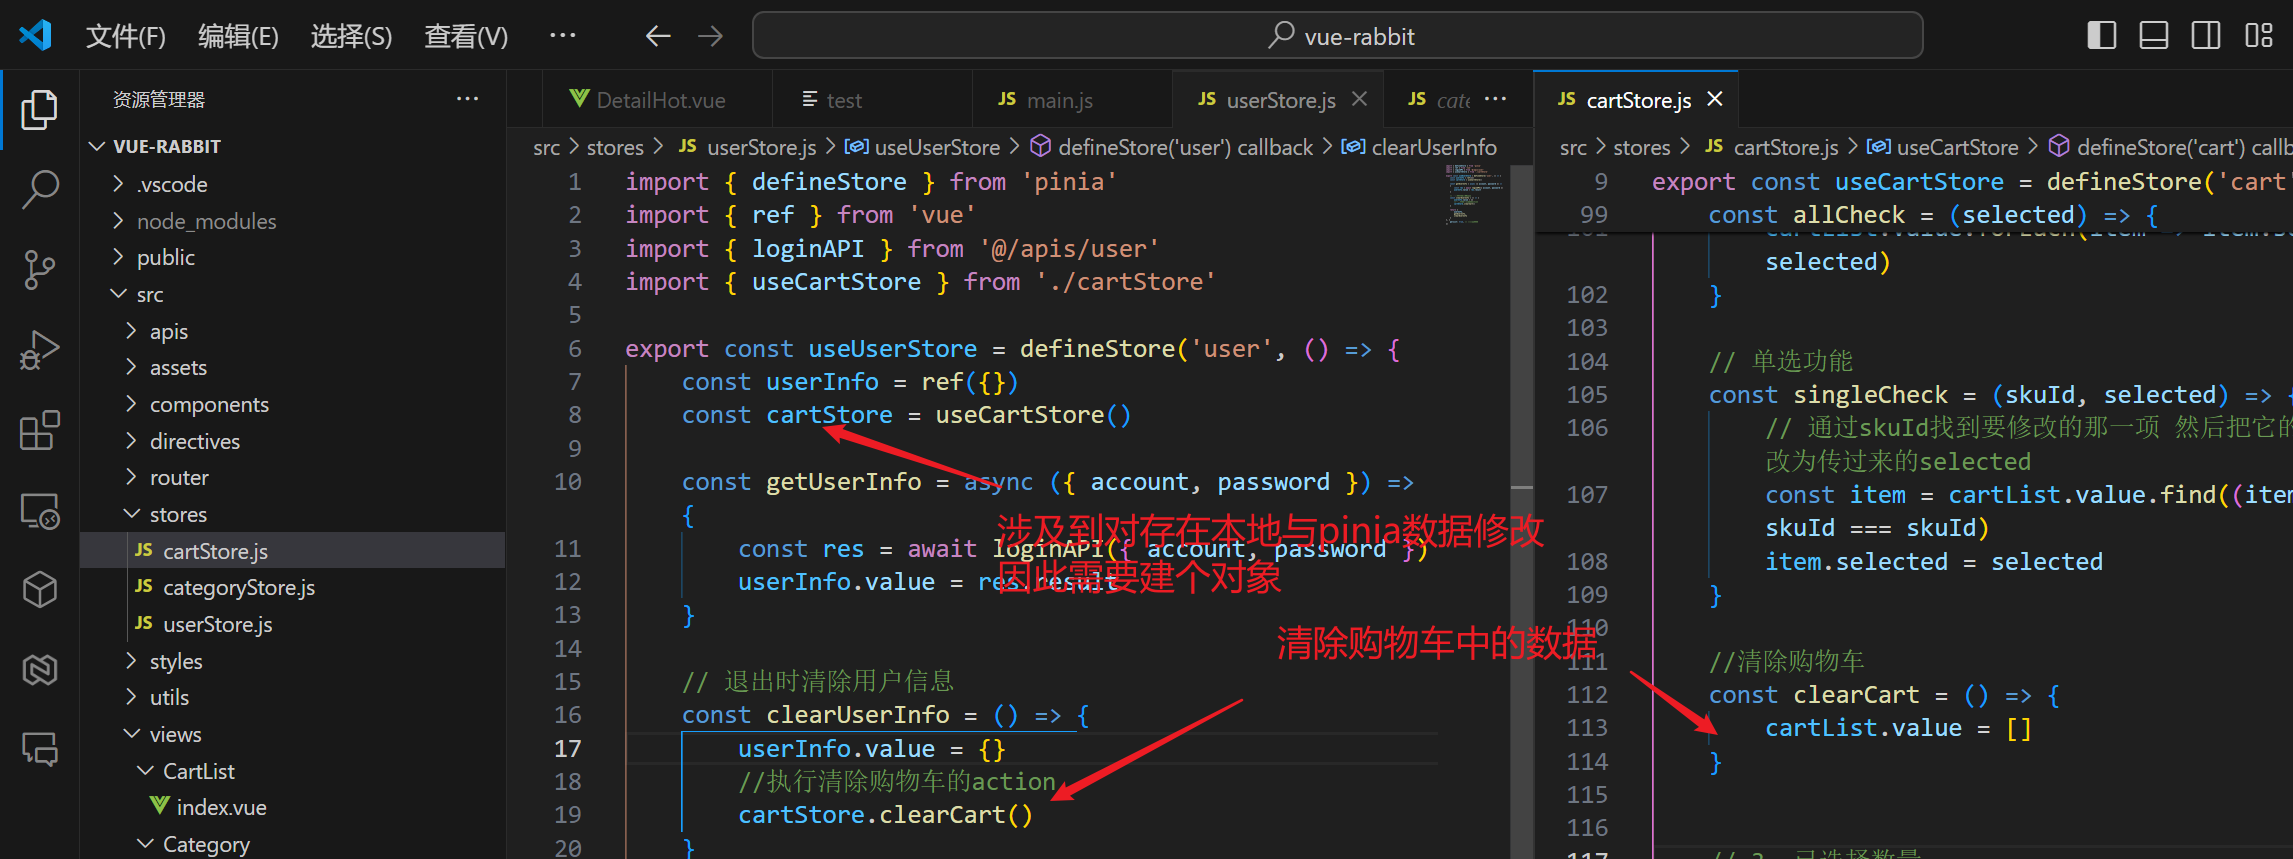 文件(F) 编辑(E) 选择(S) 查看(V) ··· vue-rabbit
资源管理器 ···
VUE-RABBIT
.vscode
node_modules
public
src
apis
assets
components
directives
router
stores
JS cartStore.js
JS categoryStore.js
JS userStore.js
styles
utils
views
CartList
index.vue
Category
DetailHot.vue test JS main.js JS userStore.js JS cate ···
src > stores > JS userStore.js > useUserStore > defineStore('user') callback > clearUserInfo
1 import { defineStore } from 'pinia'
2 import { ref } from 'vue'
3 import { loginAPI } from '@/apis/user'
4 import { useCartStore } from './cartStore'
5
6 export const useUserStore = defineStore('user', () => {
7 const userInfo = ref({})
8 const cartStore = useCartStore()
9
10 const getUserInfo = async ({ account, password }) =>
{
11 const res = await loginAPI({ account, password })
12 userInfo.value = res.result
13 }
14
15 // 退出时清除用户信息
16 const clearUserInfo = () => {
17 userInfo.value = {}
18 //执行清除购物车的action
19 cartStore.clearCart()
20 }
涉及到对存在本地与pinia数据修改
因此需要建个对象
清除购物车中的数据
JS cartStore.js
src > stores > JS cartStore.js > useCartStore > defineStore('cart') callb
9 export const useCartStore = defineStore('cart'
99 const allCheck = (selected) => {
selected)
102 }
103
104 // 单选功能
105 const singleCheck = (skuId, selected) => {
106 // 通过skuId找到要修改的那一项 然后把它的
改为传过来的selected
107 const item = cartList.value.find((item
skuId === skuId)
108 item.selected = selected
109 }
110
111 //清除购物车
112 const clearCart = () => {
113 cartList.value = []
114 }
115
116
117